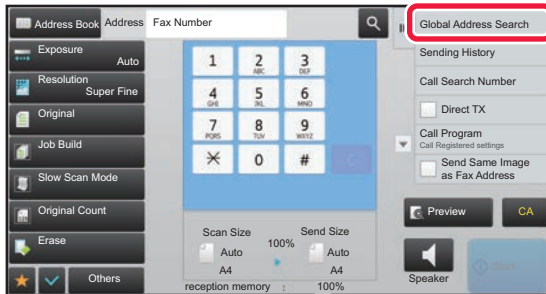 Address Book
Address
Fax Number
Global Address Search
Exposure
Auto
Resolution
Super Fine
Original
Job Build
Slow Scan Mode
Original Count
Erase
Others
1
2
ABC
3
DEF
4
GHI
5
JKL
6
MNO
7
PQRS
8
TUV
9
WXYZ
0
#
C
Scan Size
Send Size
100%
Auto
Auto
A4
A4
reception memory : 100%
Sending History
Call Search Number
Direct TX
Call Program
Call Registered settings
Send Same Image
as Fax Address
Preview
CA
Speaker
Start